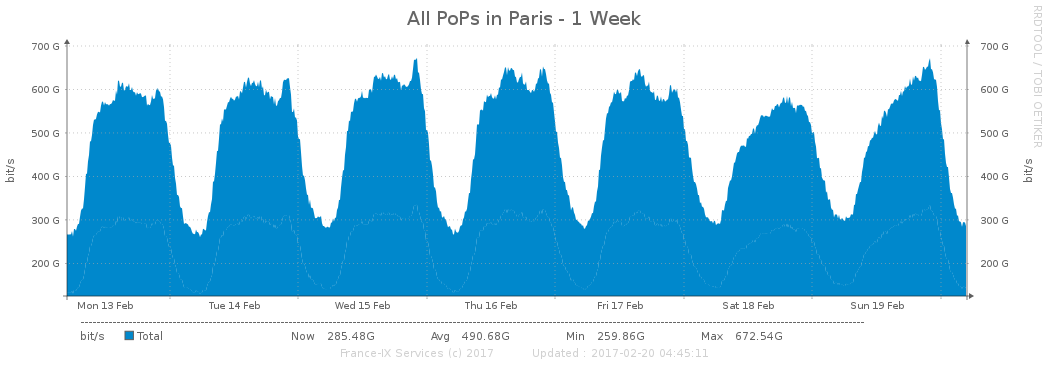 All PoPs in Paris - 1 Week
RRDTOOL / TOBI OETIKER
700 G 700 G
600 G 600 G
500 G 500 G
400 G 400 G
300 G 300 G
200 G 200 G
bit/s bit/s
Mon 13 Feb Tue 14 Feb Wed 15 Feb Thu 16 Feb Fri 17 Feb Sat 18 Feb Sun 19 Feb
bit/s Total Now 285.48G Avg 490.68G Min 259.86G Max 672.54G
France-IX Services (c) 2017 Updated : 2017-02-20 04:45:11